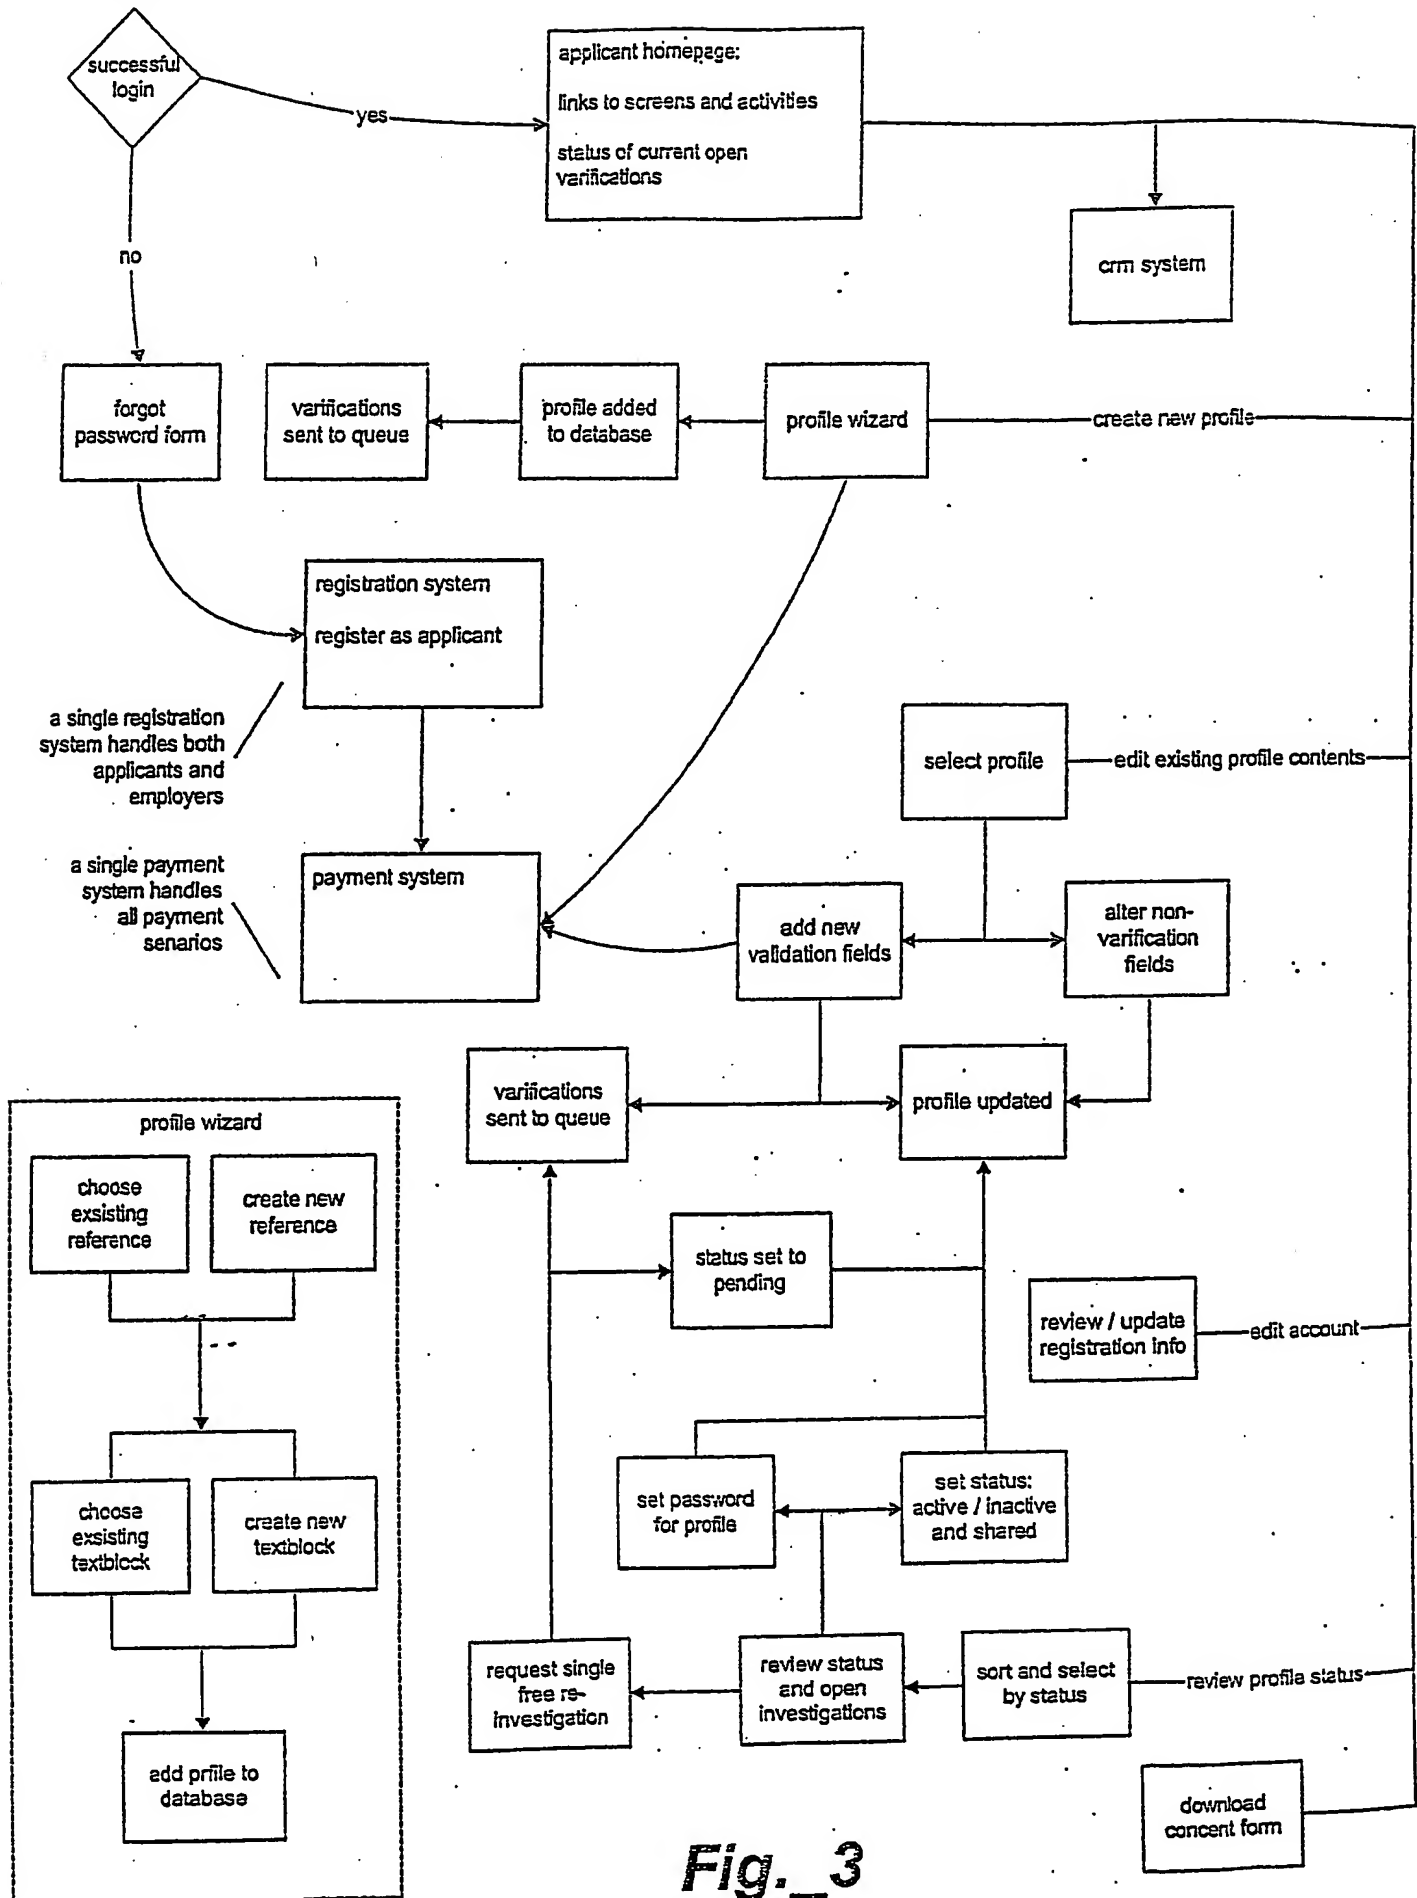 successful
login
yes
applicant homepage:
links to screens and activities
status of current open
varifications
no
crm system
forgot
password form
varifications
sent to queue
profile added
to database
profile wizard
create new profile
registration system
register as applicant
a single registration
system handles both
applicants and
employers
select profile
edit existing profile contents
a single payment
system handles
all payment
senarios
payment system
add new
validation fields
alter non-
varification
fields
varifications
sent to queue
profile updated
profile wizard
choose
exsisting
reference
create new
reference
status set to
pending
review / update
registration info
edit account
choose
exsisting
textblock
create new
textblock
set password
for profile
set status:
active / inactive
and shared
request single
free re-
investigation
review status
and open
investigations
sort and select
by status
review profile status
add prfile to
database
download
concent form
Fig._3